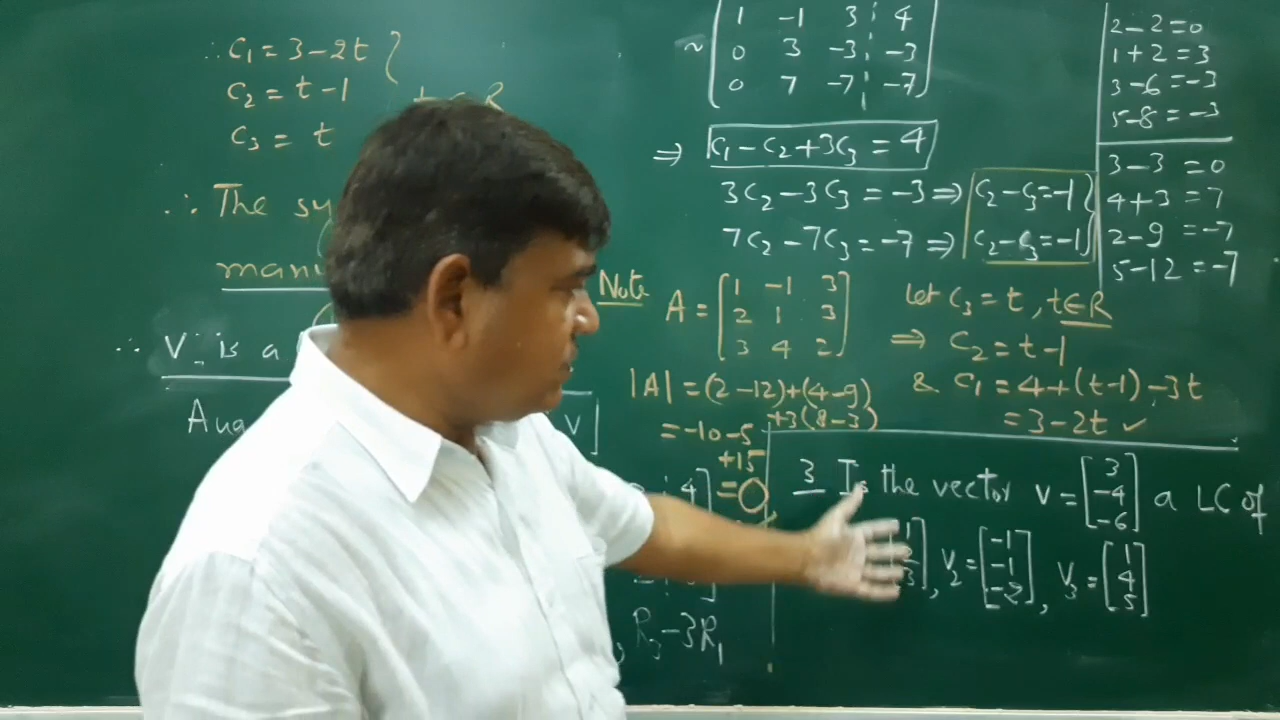 ∴ C₁ = 3 - 2t
C₂ = t - 1
C₃ = t
t ∈ R
∴ The sy
many
∴ V is a
Aug
V]
~ [1 -1 3 ⋮ 4
0 3 -3 ⋮ -3
0 7 -7 ⋮ -7]
⇒ C₁ - C₂ + 3C₃ = 4
3C₂ - 3C₃ = -3 ⇒ C₂ - C₃ = -1
7C₂ - 7C₃ = -7 ⇒ C₂ - C₃ = -1
2 - 2 = 0
1 + 2 = 3
3 - 6 = -3
5 - 8 = -3
3 - 3 = 0
4 + 3 = 7
2 - 9 = -7
5 - 12 = -7
Note A = [1 -1 3
2 1 3
3 4 2]
|A| = (2 - 12) + (4 - 9)
+ 3(8 - 3)
= -10 - 5
+ 15
= 0
let C₃ = t, t ∈ R
⇒ C₂ = t - 1
& C₁ = 4 + (t - 1) - 3t
= 3 - 2t ✓
4]
R₃ - 3R₁
3 Is the vector V = [3 -4 -6] a LC of
V₂ = [-1 -1 -2], V₃ = [1 4 5]